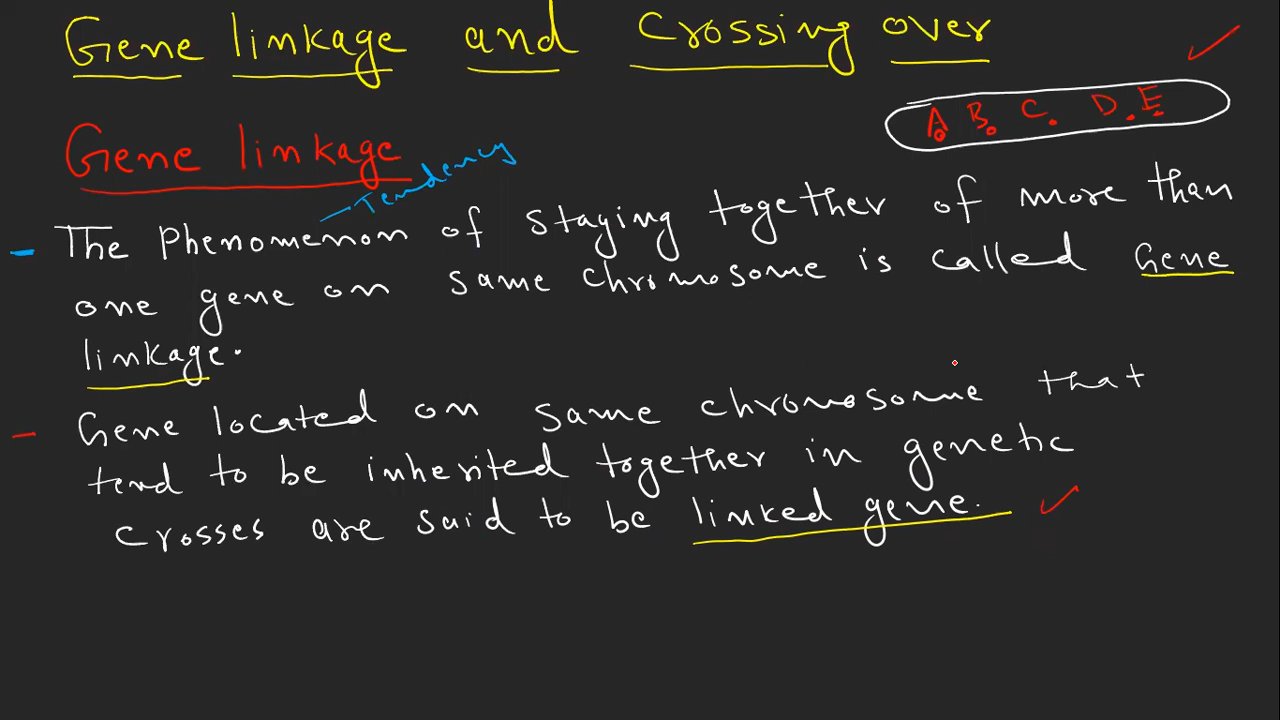 Gene linkage and Crossing over
A B C D E
Gene linkage
Tendency
The Phenomenon of Staying together of more than
one gene on same chromosome is called Gene
linkage.
Gene located on same chromosome that
tend to be inherited together in genetic
crosses are said to be linked gene.